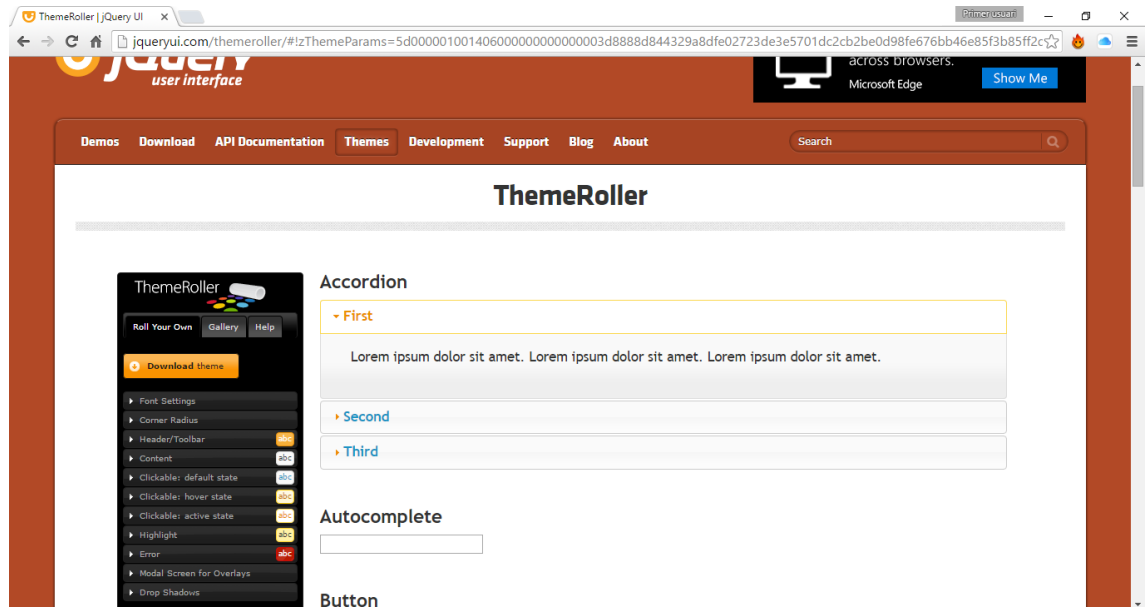 ThemeRoller | jQuery UI
Primer usuari
jqueryui.com/themeroller/#!zThemeParams=5d00000100140600000000000000003d8888d844329a8dfe02723de3e5701dc2cb2be0d98fe676bb46e85f3b85ff2c
jQuery
user interface
across browsers.
Microsoft Edge
Show Me
Demos Download API Documentation Themes Development Support Blog About Search
ThemeRoller
ThemeRoller
Roll Your Own Gallery Help
Download theme
Font Settings
Corner Radius
Header/Toolbar abc
Content abc
Clickable: default state abc
Clickable: hover state abc
Clickable: active state abc
Highlight abc
Error abc
Modal Screen for Overlays
Drop Shadows
Accordion
First
Lorem ipsum dolor sit amet. Lorem ipsum dolor sit amet. Lorem ipsum dolor sit amet.
Second
Third
Autocomplete
Button